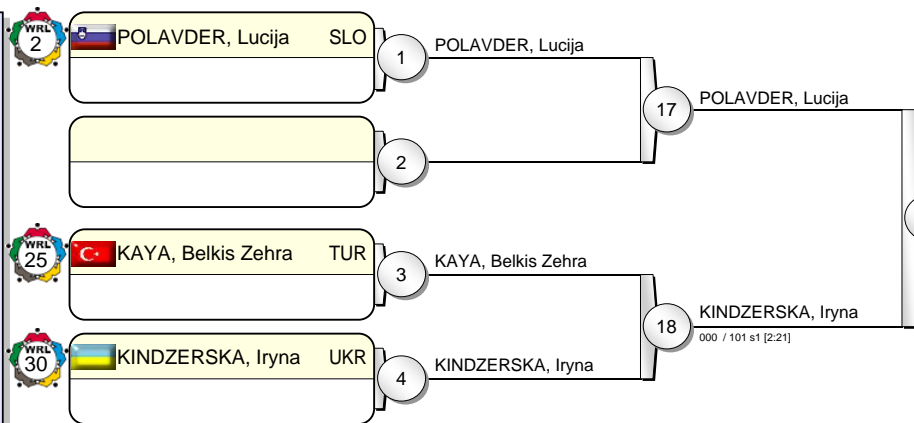 WRL
2
POLAVDER, Lucija SLO
1
POLAVDER, Lucija
17
POLAVDER, Lucija
2
WRL
25
KAYA, Belkis Zehra TUR
3
KAYA, Belkis Zehra
18
KINDZERSKA, Iryna
000 / 101 s1 [2:21]
WRL
30
KINDZERSKA, Iryna UKR
4
KINDZERSKA, Iryna